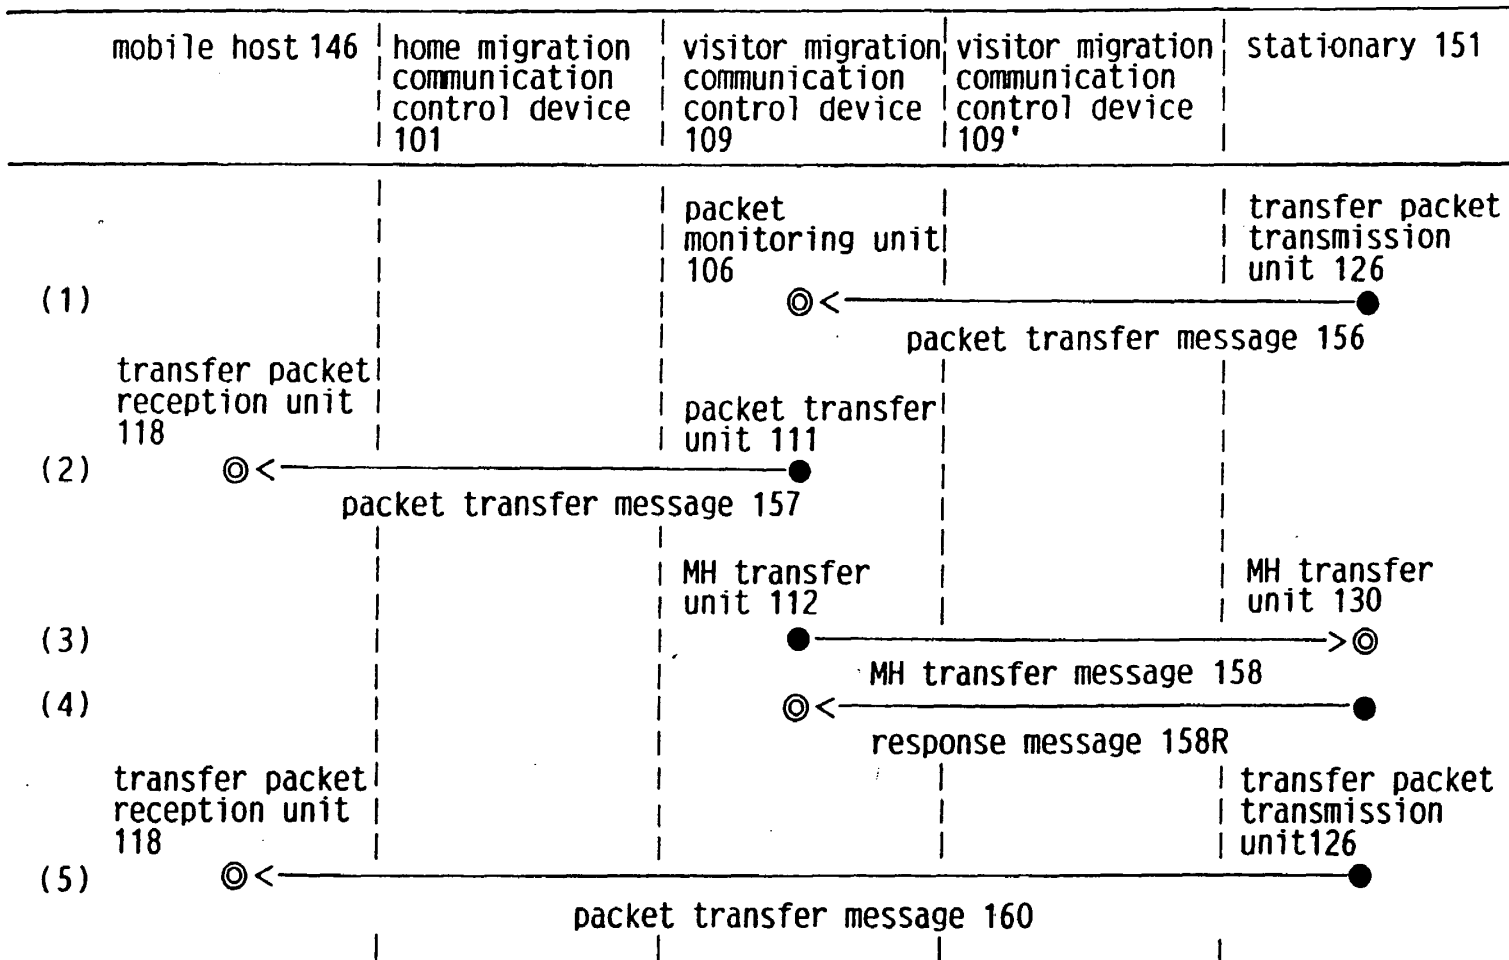 mobile host 146
home migration
communication
control device
101
visitor migration
communication
control device
109
visitor migration
communication
control device
109'
stationary 151
packet
monitoring unit
106
transfer packet
transmission
unit 126
(1)
packet transfer message 156
transfer packet
reception unit
118
packet transfer
unit 111
(2)
packet transfer message 157
MH transfer
unit 112
MH transfer
unit 130
(3)
MH transfer message 158
(4)
response message 158R
transfer packet
reception unit
118
transfer packet
transmission
unit126
(5)
packet transfer message 160